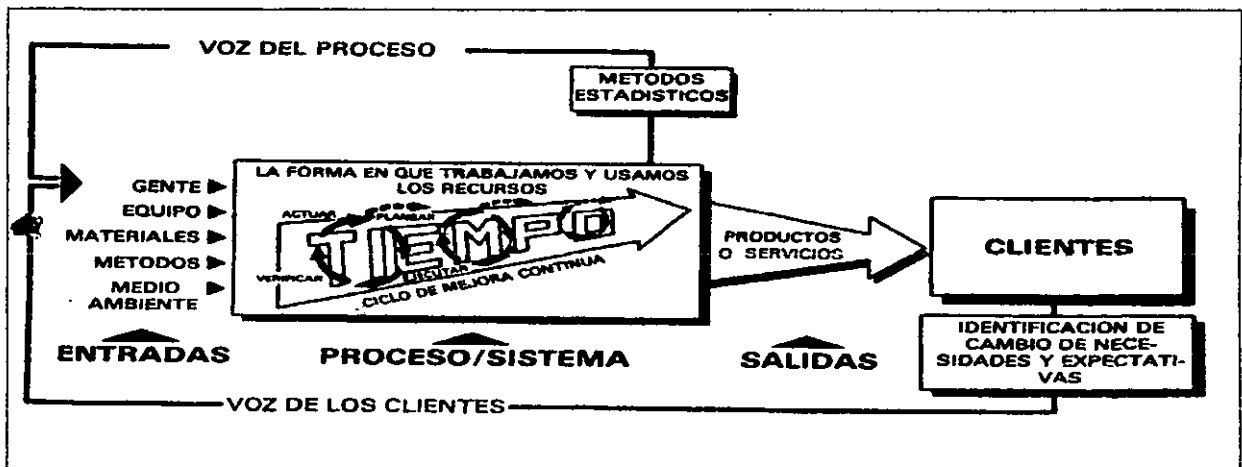 VOZ DEL PROCESO
METODOS
ESTADISTICOS
LA FORMA EN QUE TRABAJAMOS Y USAMOS
LOS RECURSOS
GENTE
EQUIPO
MATERIALES
METODOS
MEDIO
AMBIENTE
ACTUAR
PLANEAR
TIEMPO
VERIFICAR
EJECUTAR
CICLO DE MEJORA CONTINUA
PRODUCTOS
O SERVICIOS
CLIENTES
IDENTIFICACIÓN DE
CAMBIO DE NECE-
SIDADES Y EXPECTATI-
VAS
ENTRADAS
PROCESO/SISTEMA
SALIDAS
VOZ DE LOS CLIENTES